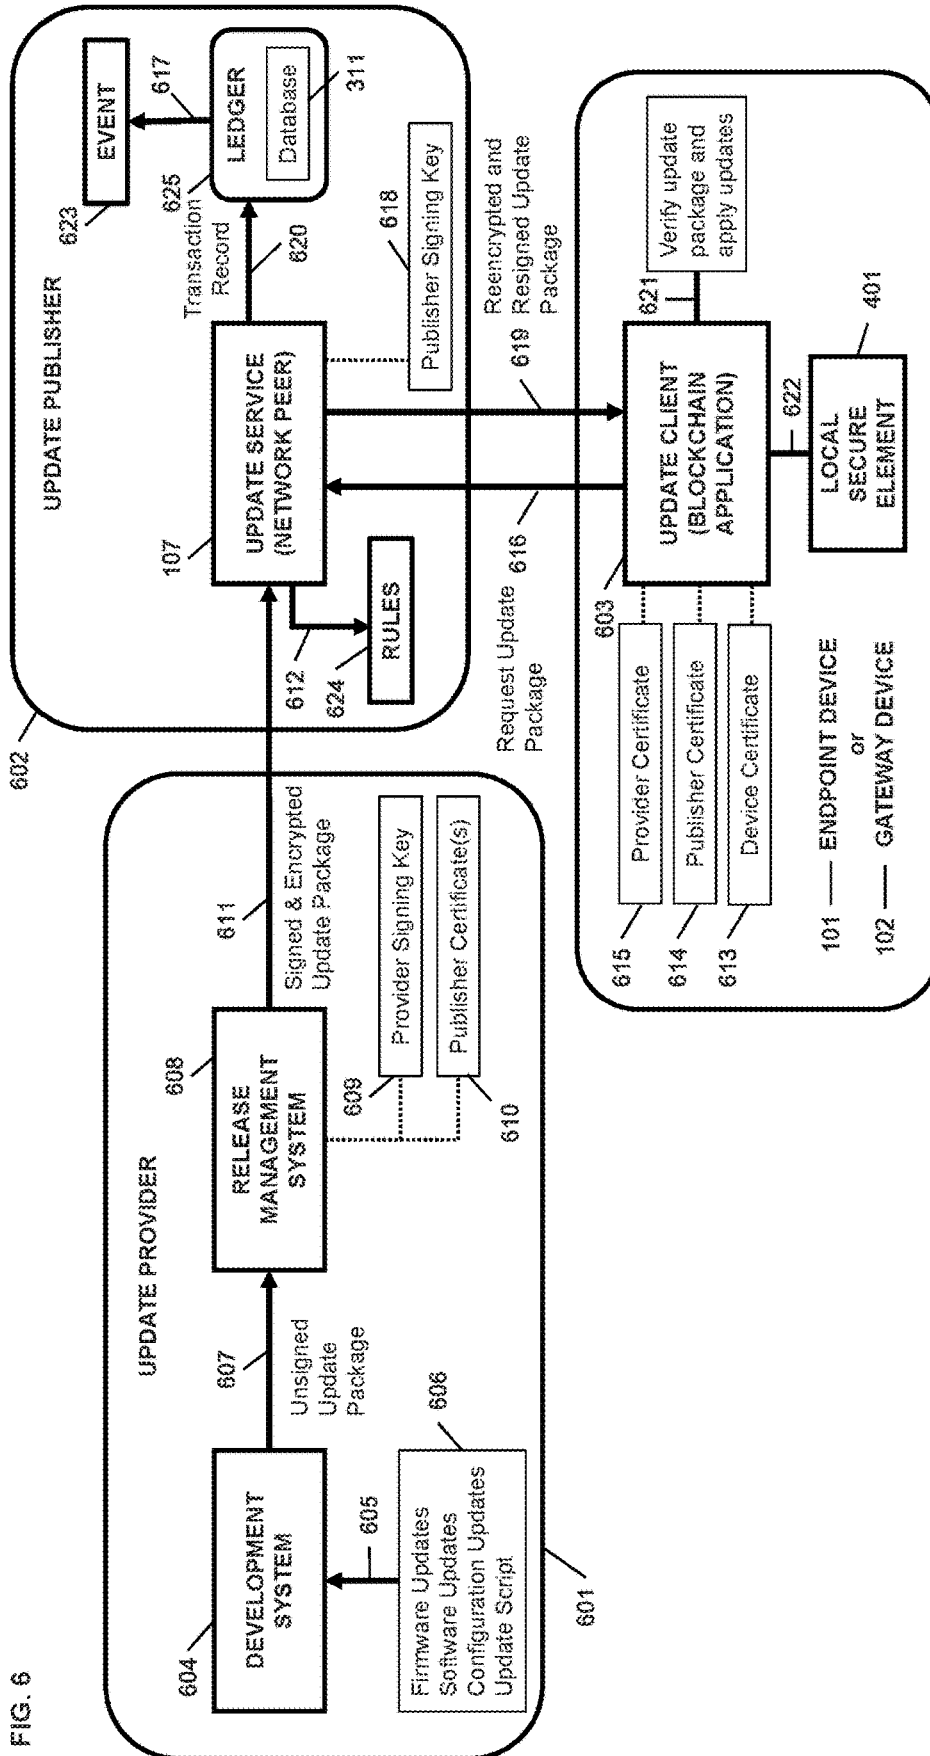 FIG. 6
UPDATE PROVIDER
604
DEVELOPMENT
SYSTEM
605
Firmware Updates
Software Updates
Configuration Updates
Update Script
606
601
607
Unsigned
Update
Package
608
RELEASE
MANAGEMENT
SYSTEM
609
Provider Signing Key
Publisher Certificate(s)
610
611
Signed & Encrypted
Update Package
602
UPDATE PUBLISHER
107
UPDATE SERVICE
(NETWORK PEER)
612
624
RULES
Transaction
Record
620
625
LEDGER
Database
311
617
623
EVENT
618
Publisher Signing Key
Request Update
Package
616
619
Reencrypted and
Resigned Update
Package
603
UPDATE CLIENT
(BLOCKCHAIN
APPLICATION)
621
Verify update
package and
apply updates
622
401
LOCAL
SECURE
ELEMENT
615
Provider Certificate
614
Publisher Certificate
613
Device Certificate
101 ENDPOINT DEVICE
or
102 GATEWAY DEVICE